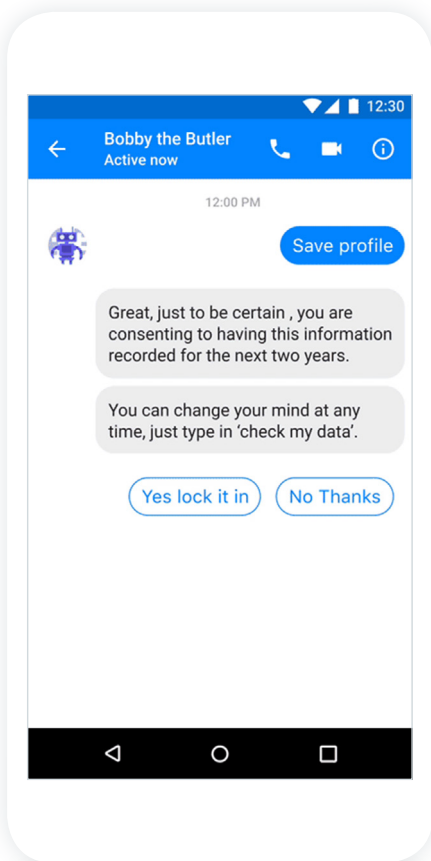 12:30
Bobby the Butler
Active now
12:00 PM
Save profile
Great, just to be certain , you are
consenting to having this information
recorded for the next two years.
You can change your mind at any
time, just type in ‘check my data’.
Yes lock it in
No Thanks